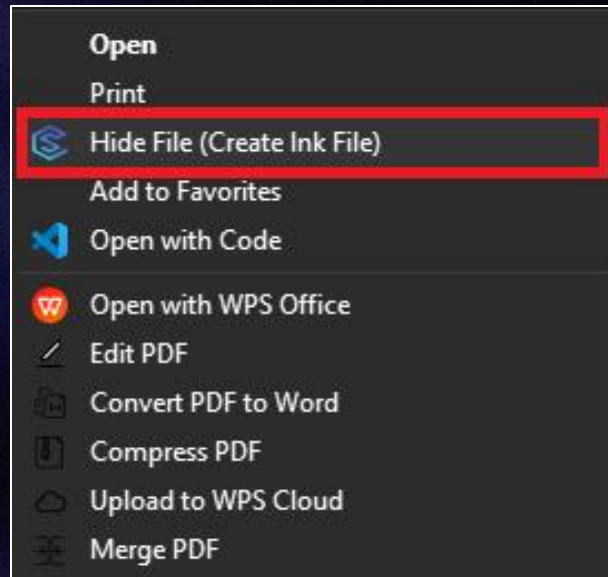 Open
Print
Hide File (Create lnk File)
Add to Favorites
Open with Code
Open with WPS Office
Edit PDF
Convert PDF to Word
Compress PDF
Upload to WPS Cloud
Merge PDF